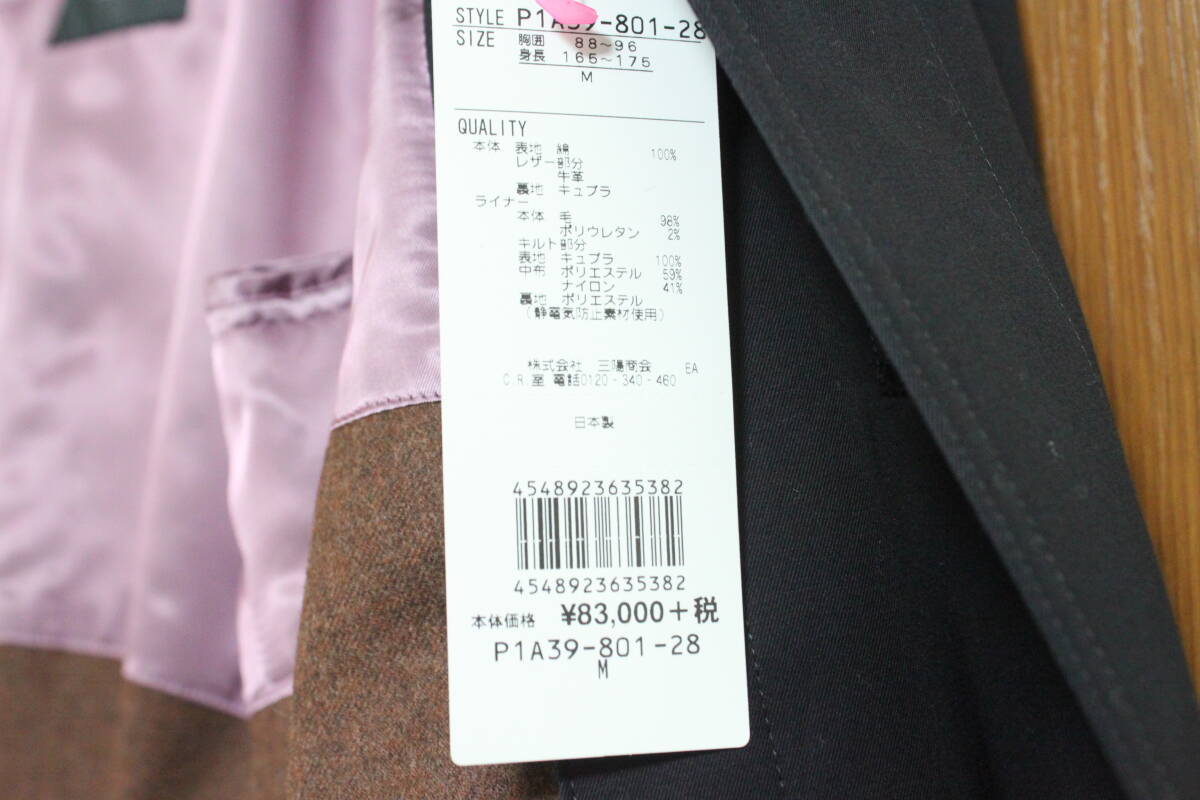 STYLE P1A39-801-28
SIZE 胸囲 88~96
身長 165~175
M
QUALITY
本体 表地 綿 100%
レザー部分
牛革
裏地 キュプラ
ライナー
本体 毛 98%
ポリウレタン 2%
キルト部分
表地 キュプラ 100%
中布 ポリエステル 59%
ナイロン 41%
裏地 ポリエステル
(静電気防止素材使用)
株式会社 三陽商会 EA
C.R.室 電話0120-340-460
日本製
4548923635382
4548923635382
本体価格 ¥83,000+税
P1A39-801-28
M